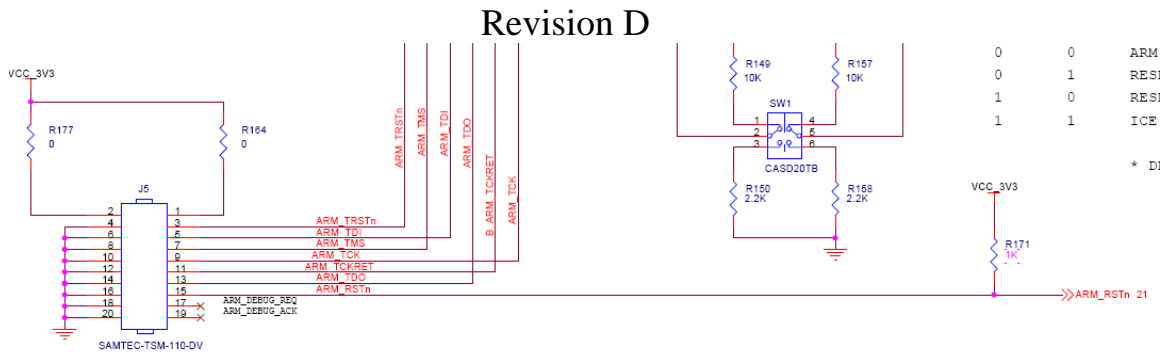 Revision D
VCC_3V3
R177
0
R164
0
J5
2 1
4 3
6 5
8 7
10 9
12 11
14 13
16 15
18 17
20 19
SAMTEC-TSM-110-DV
ARM_TRSTn
ARM_TDI
ARM_TMS
ARM_TCK
ARM_TCKRET
ARM_TDO
ARM_RSTn
ARM_DEBUG_REQ
ARM_DEBUG_ACK
ARM_TRSTn
ARM_TMS
ARM_TDI
ARM_TDO
B_ARM_TCKRET
ARM_TCK
R149
10K
R157
10K
SW1
1 4
2 5
3 6
CASD20TB
R150
2.2K
R158
2.2K
0 0 ARM
0 1
1 0
1 1 ICE
VCC_3V3
R171
1K
ARM_RSTn 21